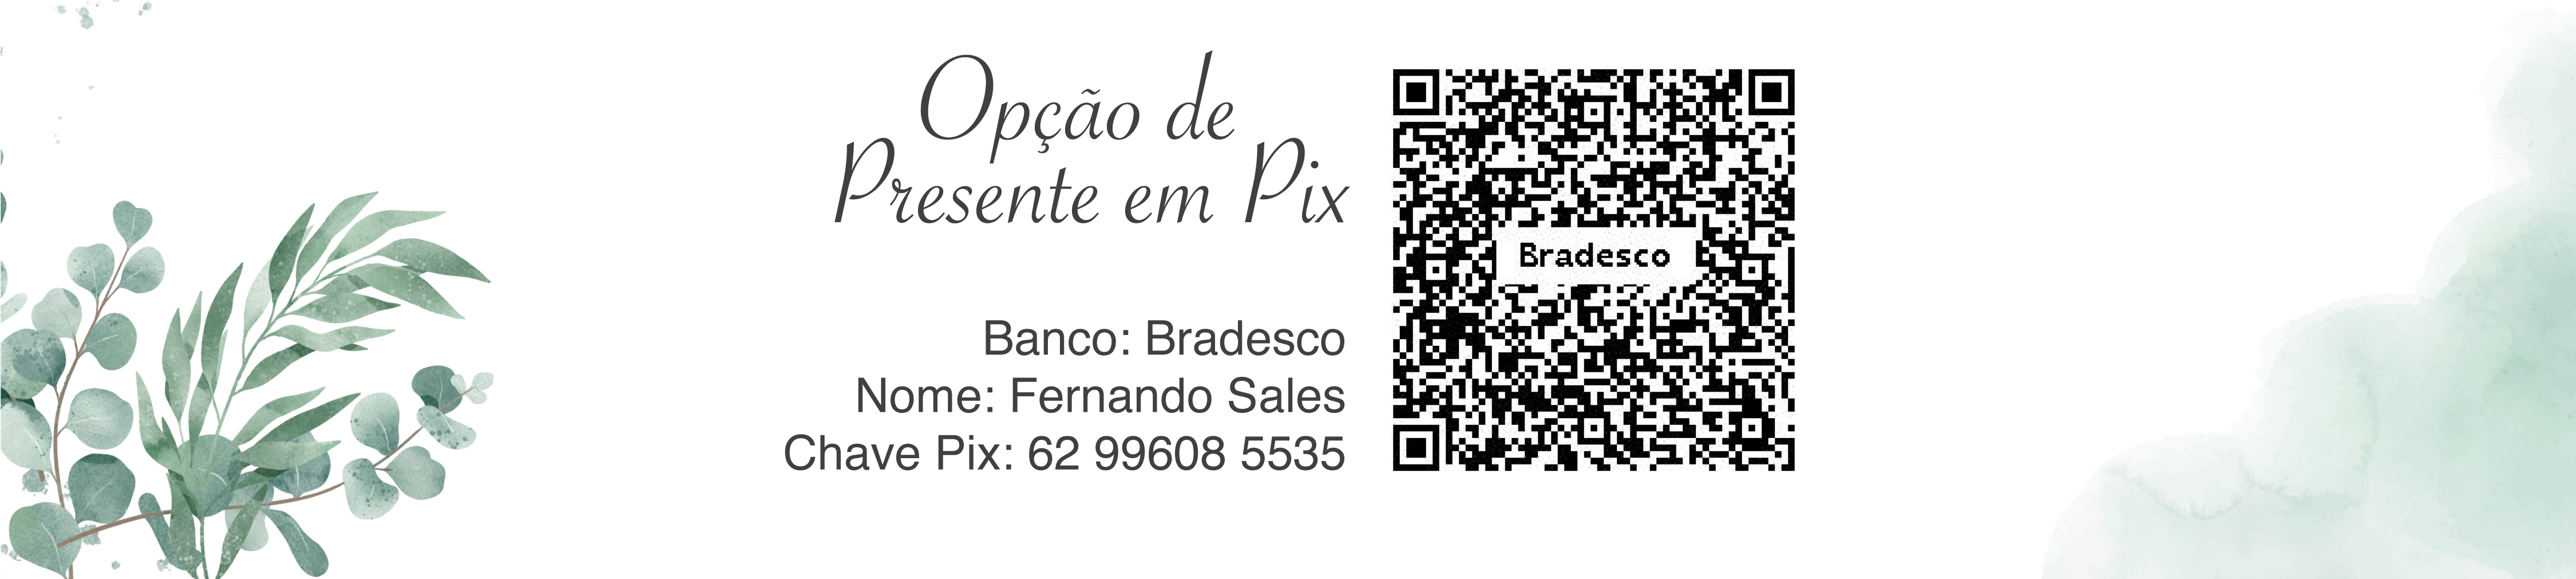 Opção de
Presente em Pix
Bradesco
Banco: Bradesco
Nome: Fernando Sales
Chave Pix: 62 99608 5535